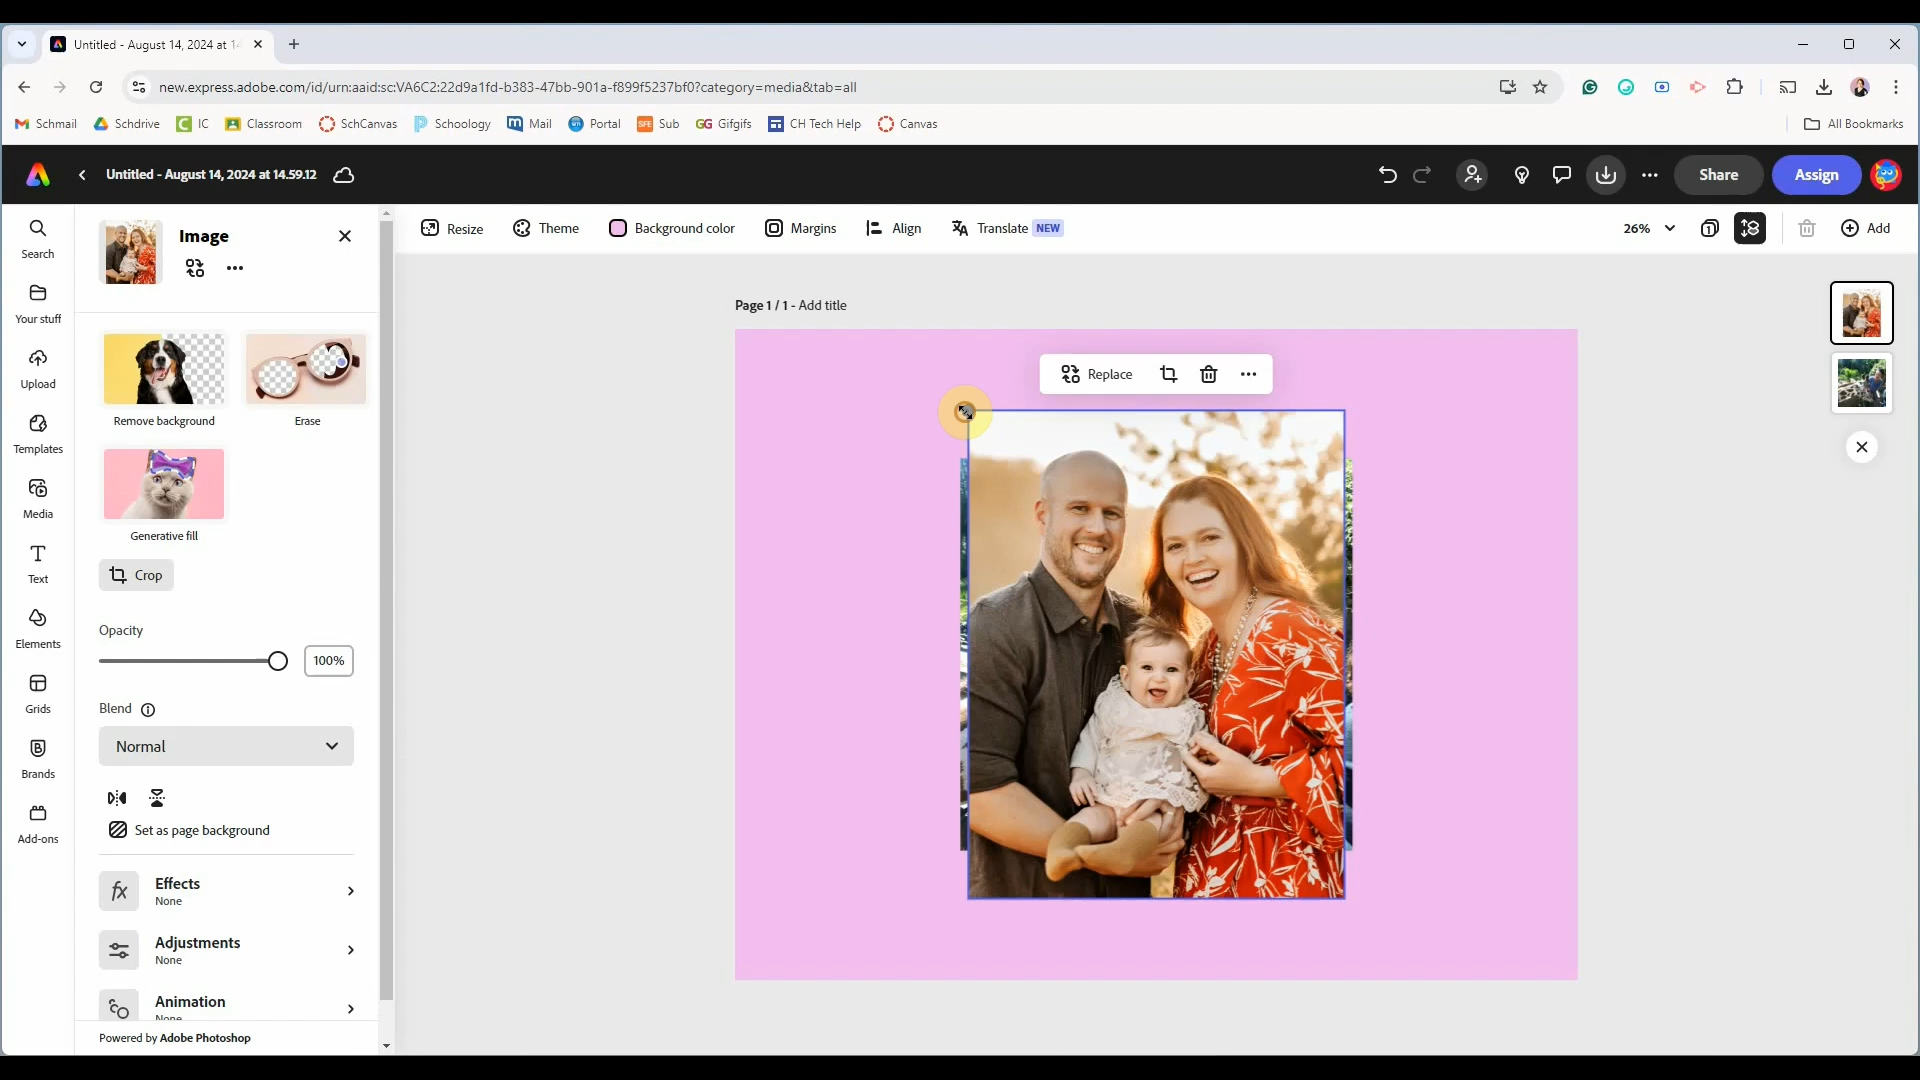 Untitled - August 14, 2024 at 14
new.express.adobe.com/id/urn:aaid:sc:VA6C2:22d9a1fd-b383-47bb-901a-f899f5237bf0?category=media&tab=all
Schmail Schdrive IC Classroom SchCanvas Schoology Mail Portal Sub Gifgifs CH Tech Help Canvas All Bookmarks
Untitled - August 14, 2024 at 14.59.12 Share Assign
Search
Your stuff
Upload
Templates
Media
Text
Elements
Grids
Brands
Add-ons
Image
Remove background Erase
Generative fill
Crop
Opacity
100%
Blend
Normal
Set as page background
Effects
None
Adjustments
None
Animation
None
Powered by Adobe Photoshop
Resize Theme Background color Margins Align Translate NEW 26% Add
Page 1 / 1 - Add title
Replace